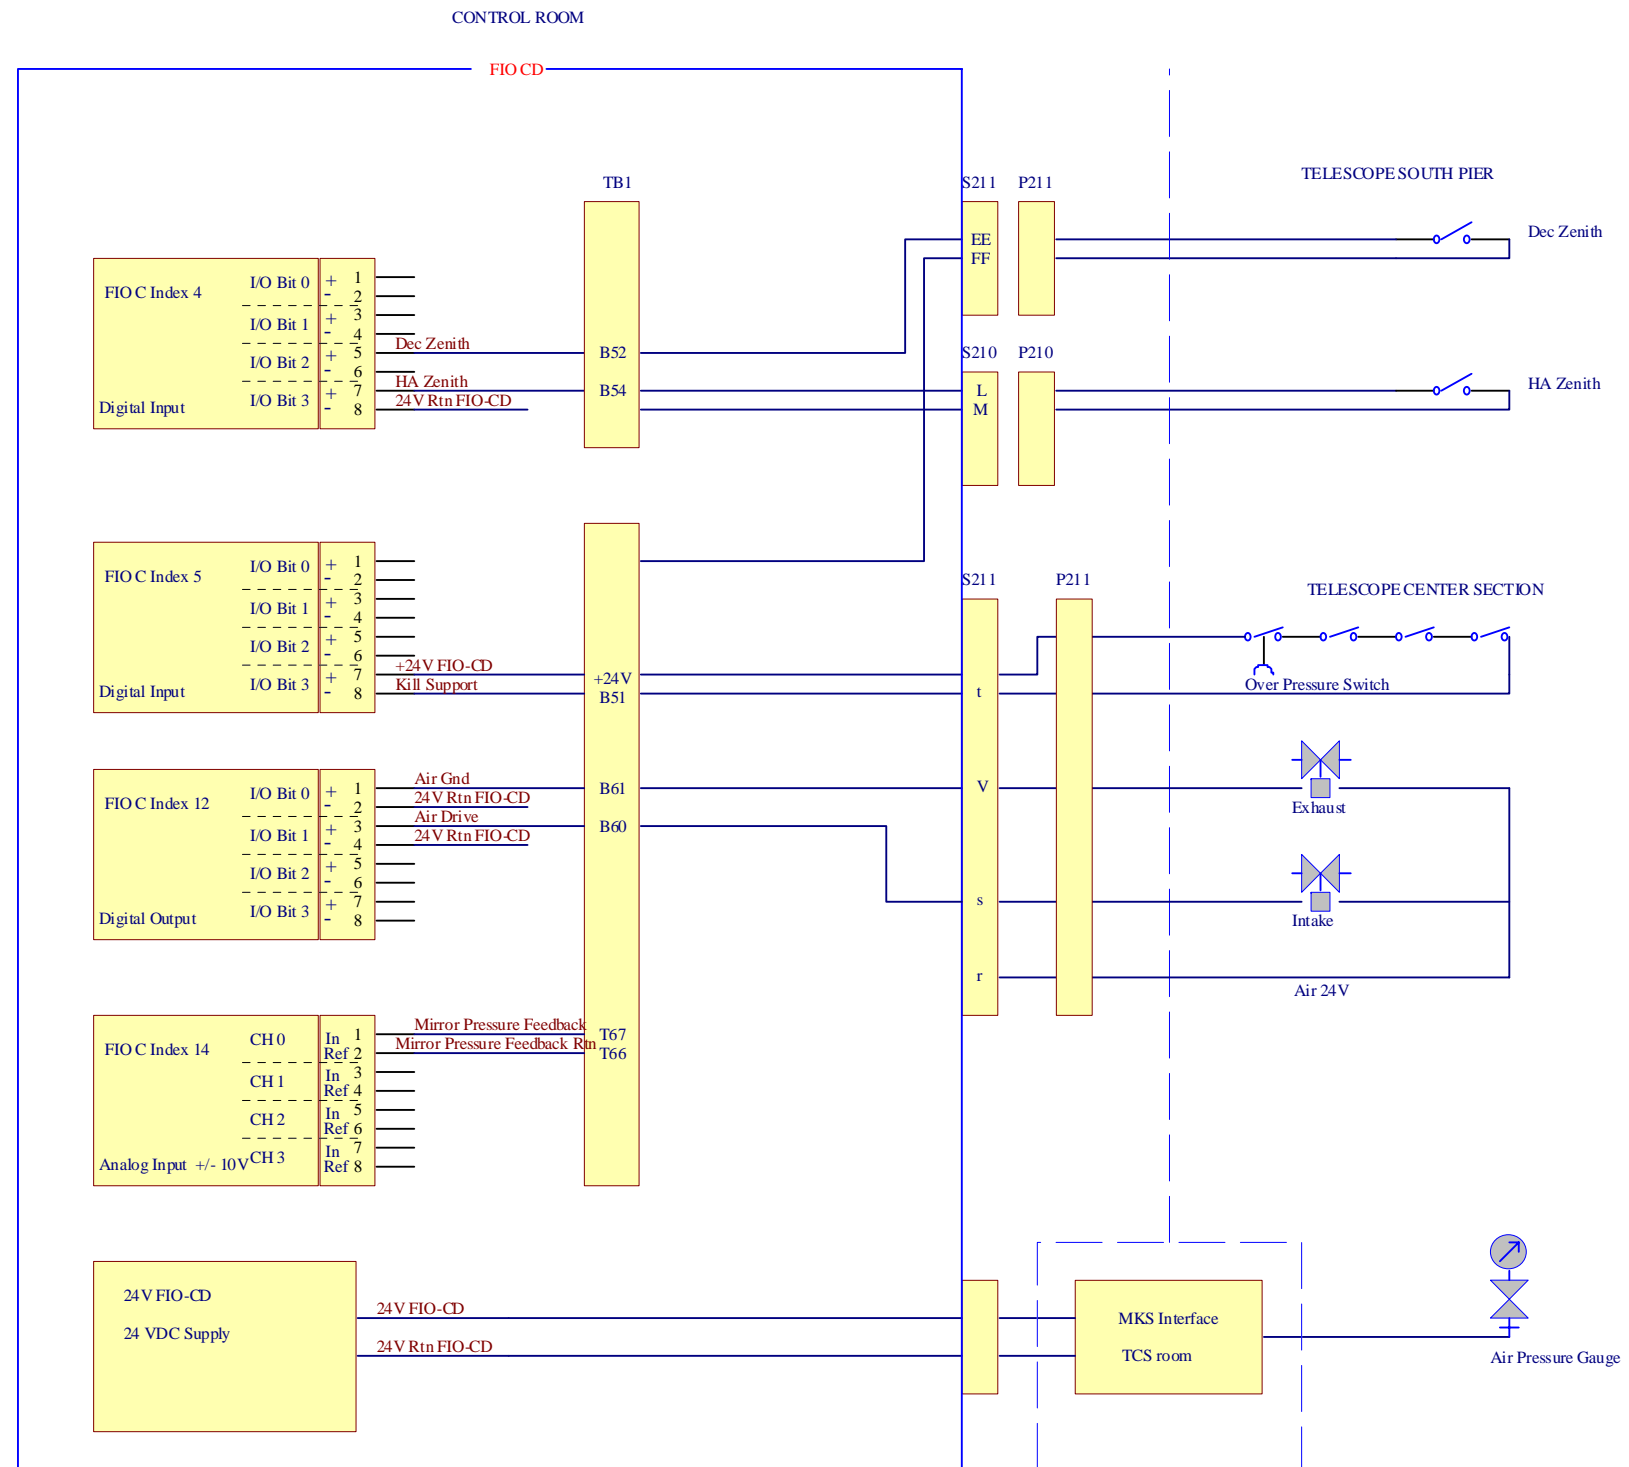 CONTROL ROOM
FIO CD
TELESCOPE SOUTH PIER
TB1
S211
P211
EE
FF
Dec Zenith
FIO C Index 4
Digital Input
I/O Bit 0
I/O Bit 1
I/O Bit 2
I/O Bit 3
+ 1
- 2
+ 3
- 4
+ 5
- 6
+ 7
- 8
Dec Zenith
HA Zenith
24V Rtn FIO-CD
B52
B54
S210
P210
L
M
HA Zenith
FIO C Index 5
Digital Input
I/O Bit 0
I/O Bit 1
I/O Bit 2
I/O Bit 3
+ 1
- 2
+ 3
- 4
+ 5
- 6
+ 7
- 8
+24V FIO-CD
Kill Support
+24V
B51
S211
P211
TELESCOPE CENTER SECTION
t
Over Pressure Switch
FIO C Index 12
Digital Output
I/O Bit 0
I/O Bit 1
I/O Bit 2
I/O Bit 3
+ 1
- 2
+ 3
- 4
+ 5
- 6
+ 7
- 8
Air Gnd
24V Rtn FIO-CD
Air Drive
24V Rtn FIO-CD
B61
B60
V
s
r
Exhaust
Intake
Air 24V
FIO C Index 14
Analog Input +/- 10V
CH 0
CH 1
CH 2
CH 3
In 1
Ref 2
In 3
Ref 4
In 5
Ref 6
In 7
Ref 8
Mirror Pressure Feedback
Mirror Pressure Feedback Rtn
T67
T66
24V FIO-CD
24 VDC Supply
24V FIO-CD
24V Rtn FIO-CD
MKS Interface
TCS room
Air Pressure Gauge